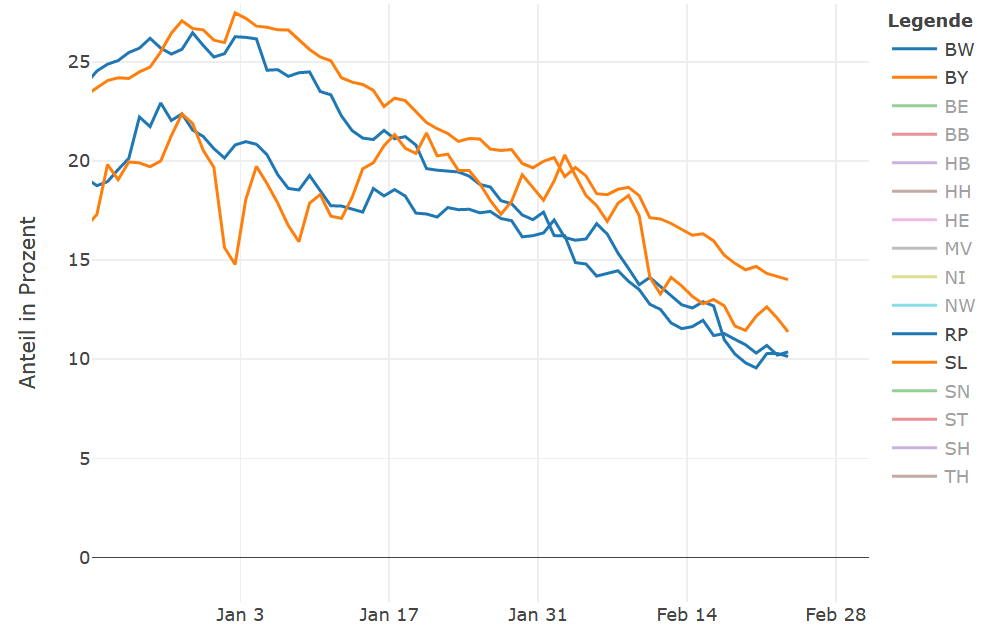 Legende
BW
BY
BE
BB
HB
HH
HE
MV
NI
NW
RP
SL
SN
ST
SH
TH
Anteil in Prozent
25
20
15
10
5
0
Jan 3 Jan 17 Jan 31 Feb 14 Feb 28